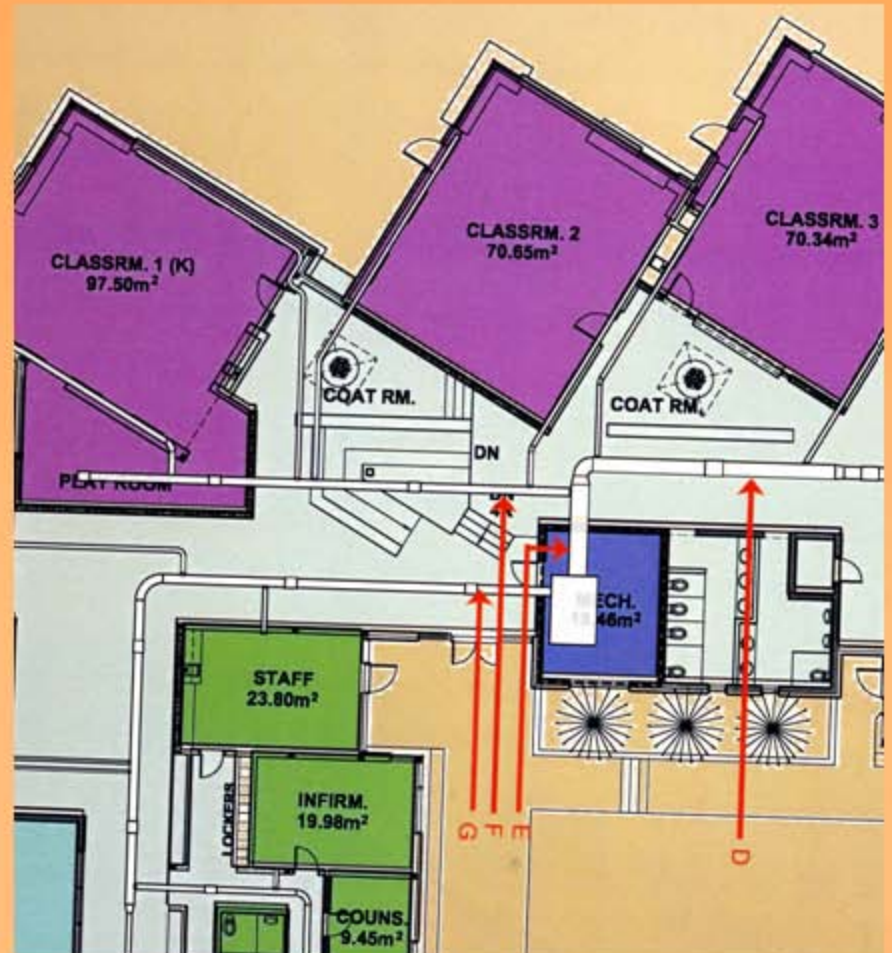 CLASSRM. 1 (K)
97.50m²
CLASSRM. 2
70.65m²
CLASSRM. 3
70.34m²
COAT RM.
COAT RM.
DN
DN
PLAY ROOM
MECH.
STAFF
23.80m²
INFIRM.
19.98m²
LOCKERS
COUNS.
9.45m²
G
F
E
D